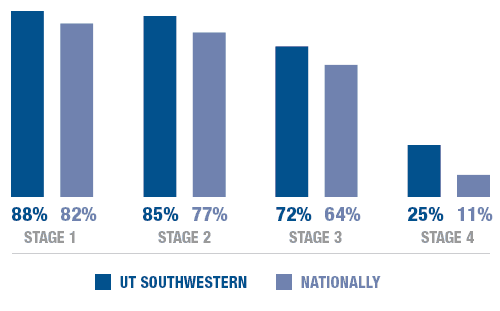 88% 82% 85% 77% 72% 64% 25% 11%
STAGE 1 STAGE 2 STAGE 3 STAGE 4
UT SOUTHWESTERN NATIONALLY